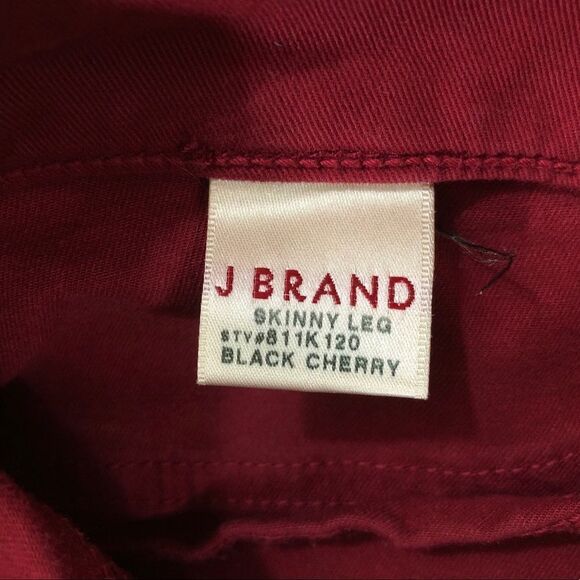 J BRAND
SKINNY LEG
STY#811K120
BLACK CHERRY